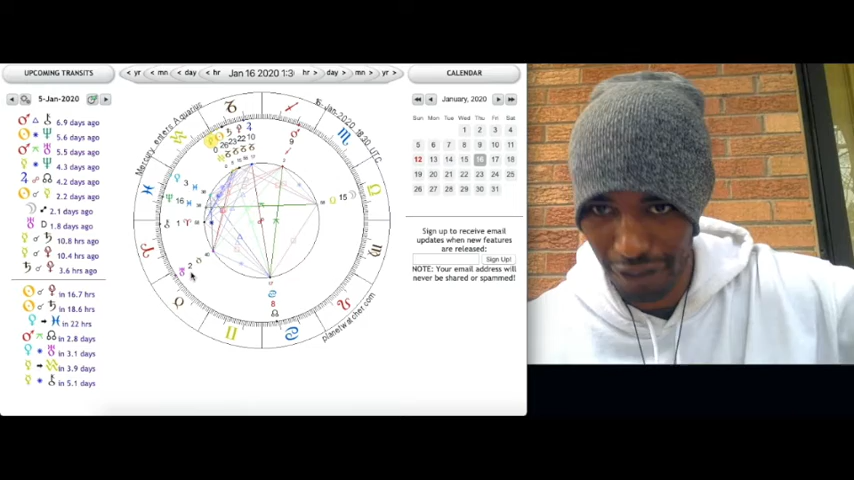 UPCOMING TRANSITS
< yr
< mn
< day
< hr
Jan 16 2020 1:3
hr >
day >
mn >
yr >
CALENDAR
5-Jan-2020
6.9 days ago
5.6 days ago
5.5 days ago
4.3 days ago
4.2 days ago
2.2 days ago
2.1 days ago
D 1.8 days ago
10.8 hrs ago
10.4 hrs ago
3.6 hrs ago
in 16.7 hrs
in 18.6 hrs
in 22 hrs
in 2.8 days
in 3.1 days
in 3.9 days
in 5.1 days
Mercury enters Aquarius
16-Jan-2020 18:30 UTC
planetwatcher.com
January, 2020
Sun Mon Tue Wed Thu Fri Sat
1 2 3 4
5 6 7 8 9 10 11
12 13 14 15 16 17 18
19 20 21 22 23 24 25
26 27 28 29 30 31
Sign up to receive email
updates when new features
are released!
Sign Up!
NOTE: Your email address will
never be shared or spammed!